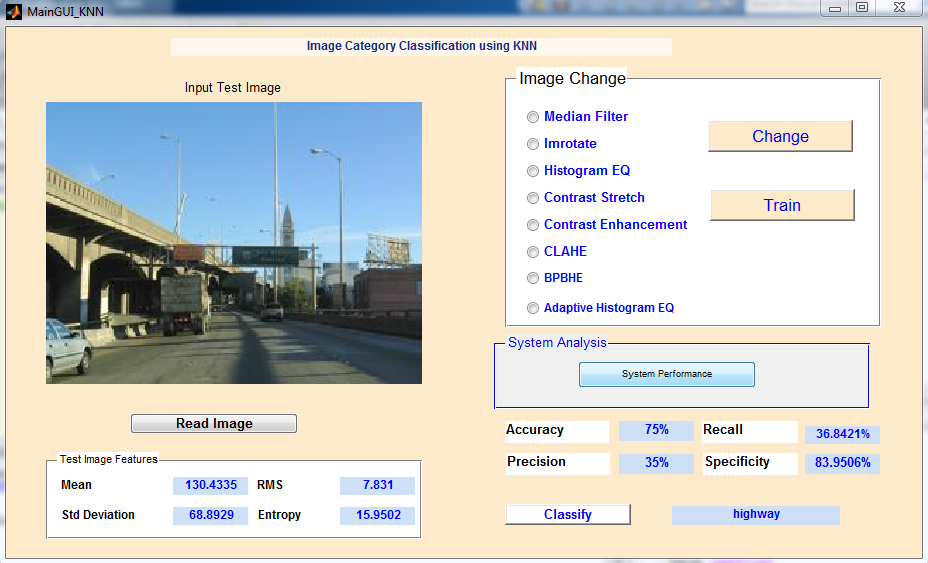 MainGUI_KNN
Image Category Classification using KNN
Input Test Image
Read Image
Test Image Features
Mean 130.4335 RMS 7.831
Std Deviation 68.8929 Entropy 15.9502
Image Change
Median Filter
Imrotate
Histogram EQ
Contrast Stretch
Contrast Enhancement
CLAHE
BPBHE
Adaptive Histogram EQ
Change
Train
System Analysis
System Performance
Accuracy 75% Recall 36.8421%
Precision 35% Specificity 83.9506%
Classify highway